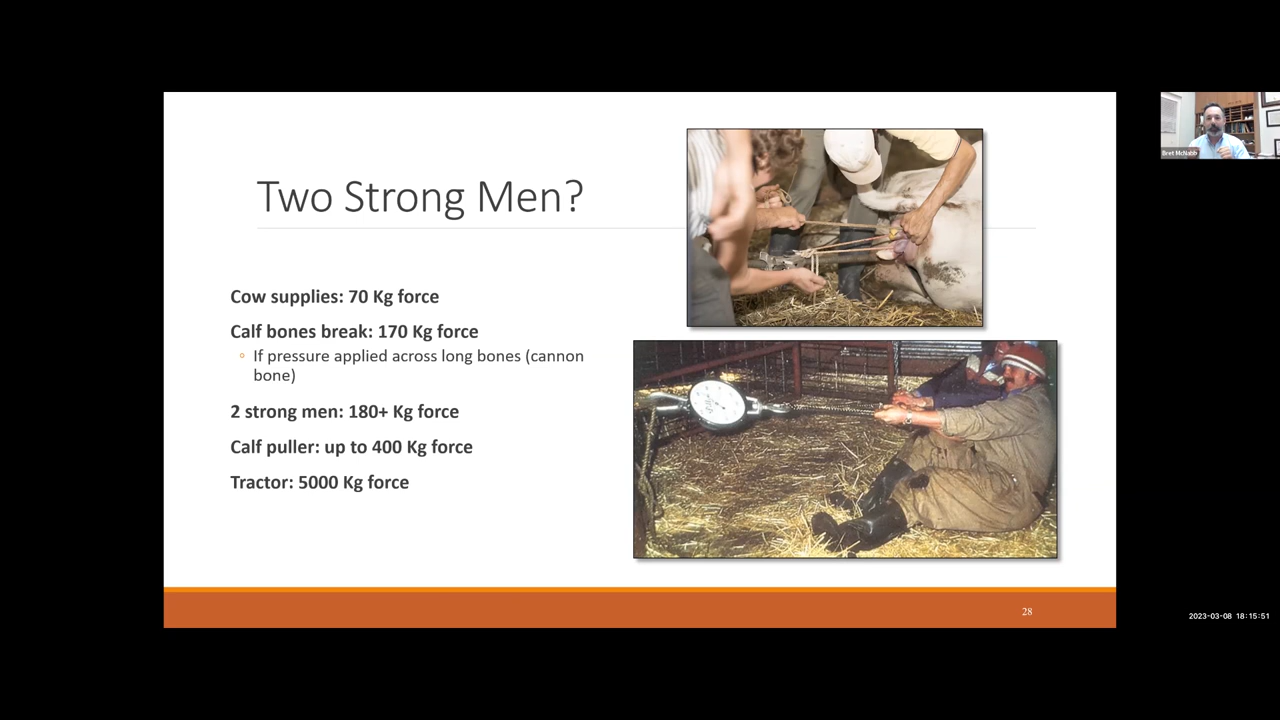 Two Strong Men?
Cow supplies: 70 Kg force
Calf bones break: 170 Kg force
◦ If pressure applied across long bones (cannon
bone)
2 strong men: 180+ Kg force
Calf puller: up to 400 Kg force
Tractor: 5000 Kg force
28
Bret McNabb
2023-03-08 18:15:51